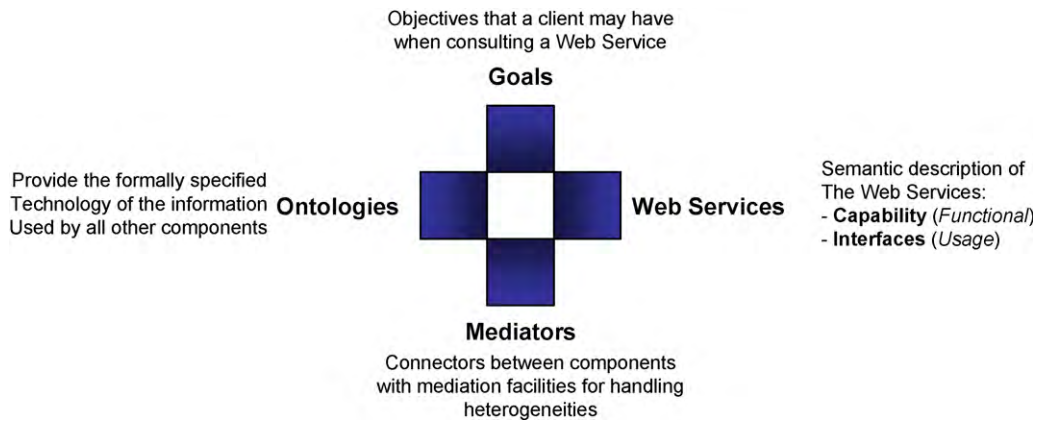 Objectives that a client may have
when consulting a Web Service
Goals
Provide the formally specified
Technology of the information
Used by all other components
Ontologies
Web Services
Semantic description of
The Web Services:
- Capability (Functional)
- Interfaces (Usage)
Mediators
Connectors between components
with mediation facilities for handling
heterogeneities